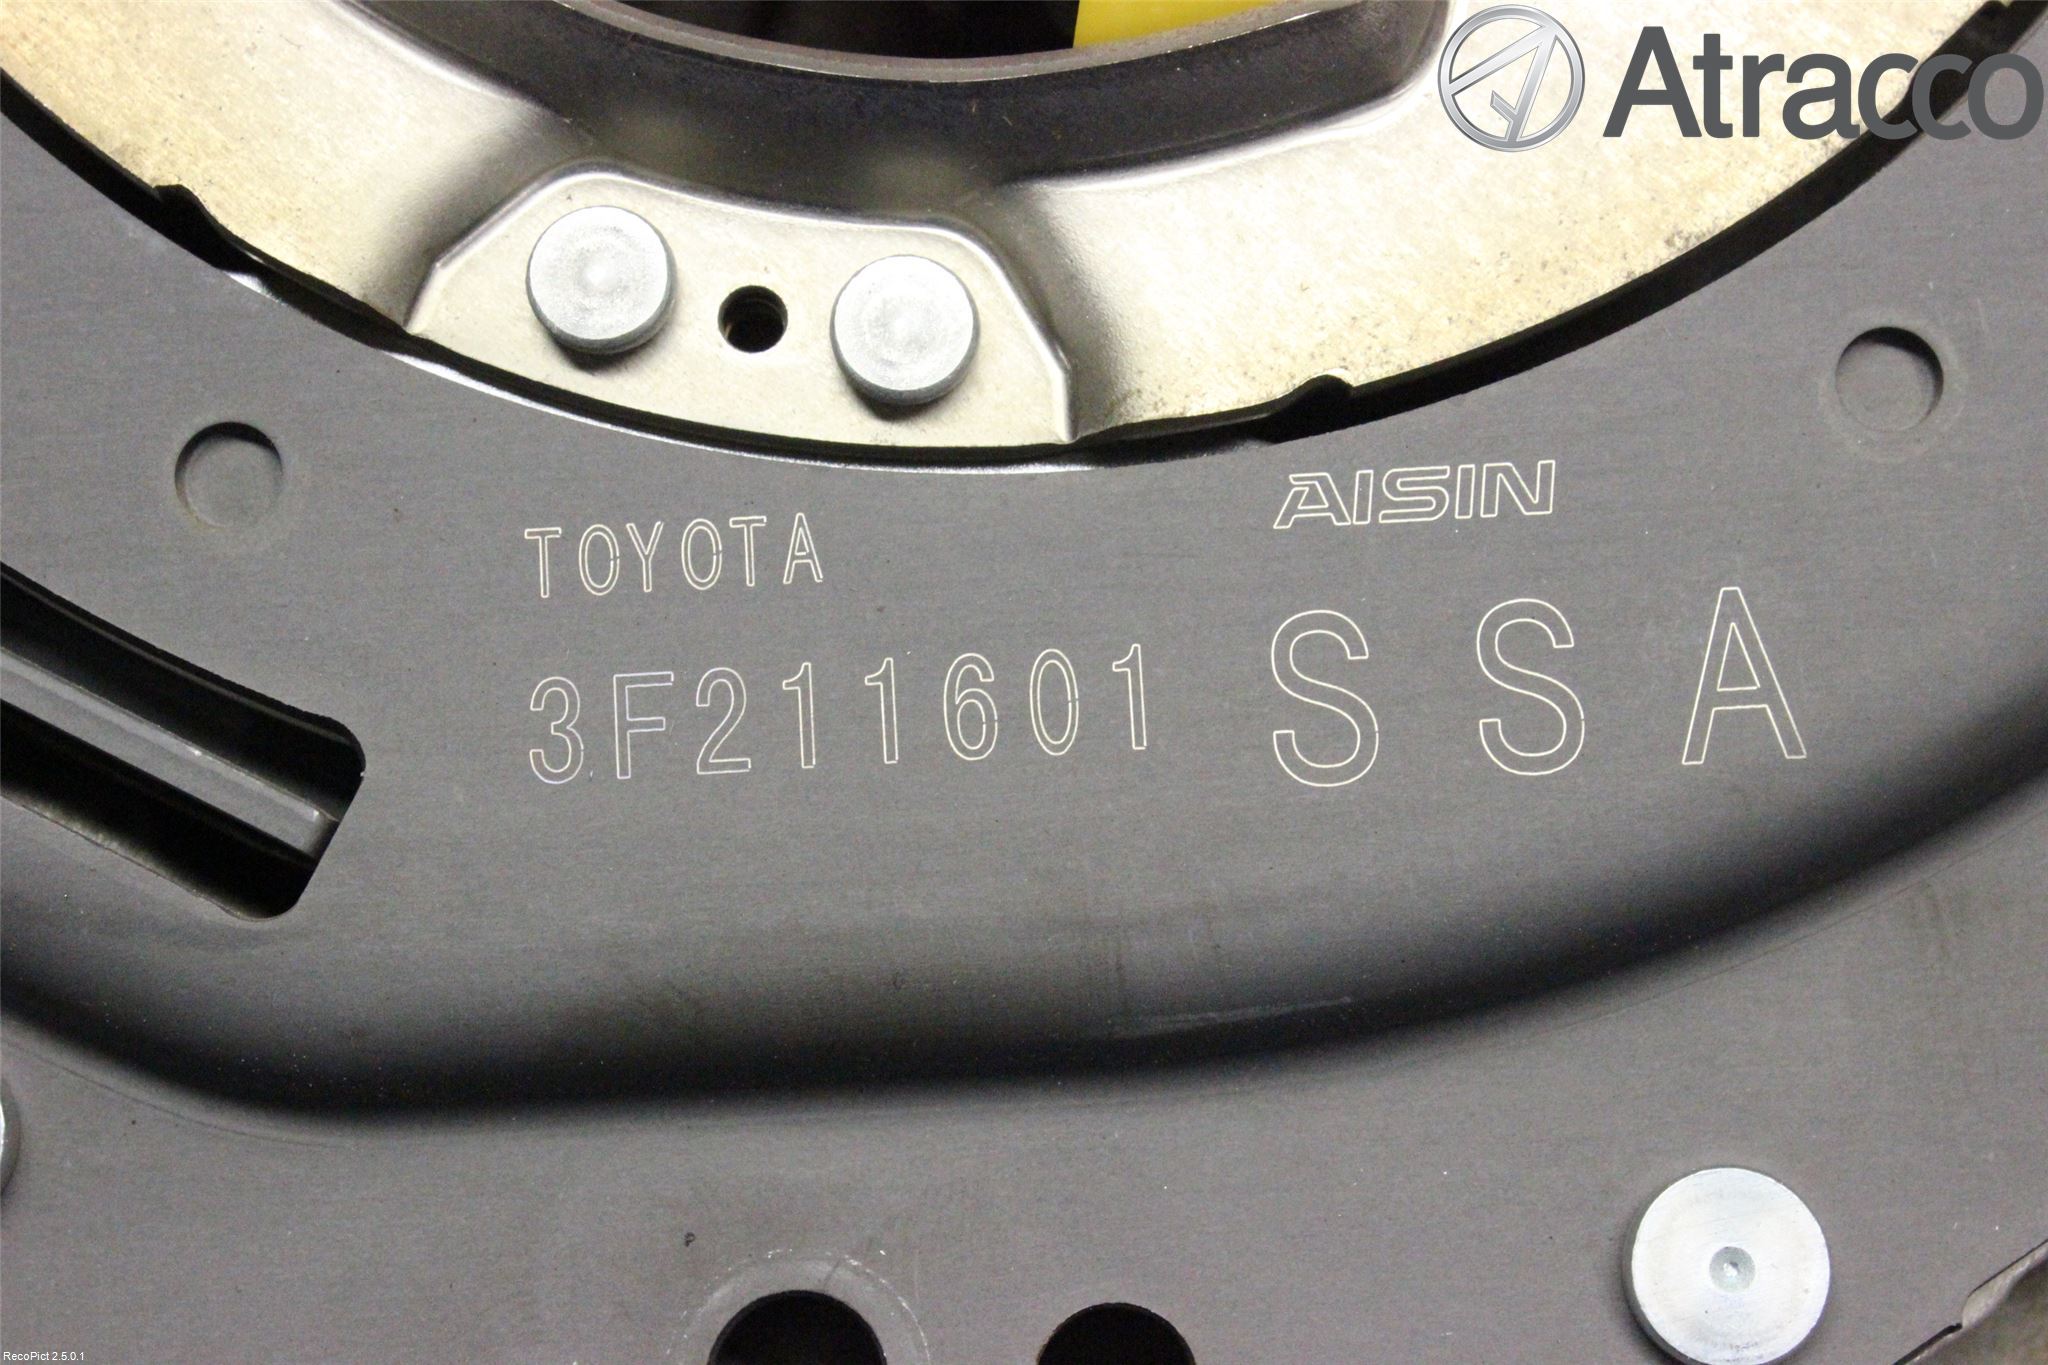 Atracco
AISIN
TOYOTA
3F211601
SSA
RecoPict 2.5.0.1